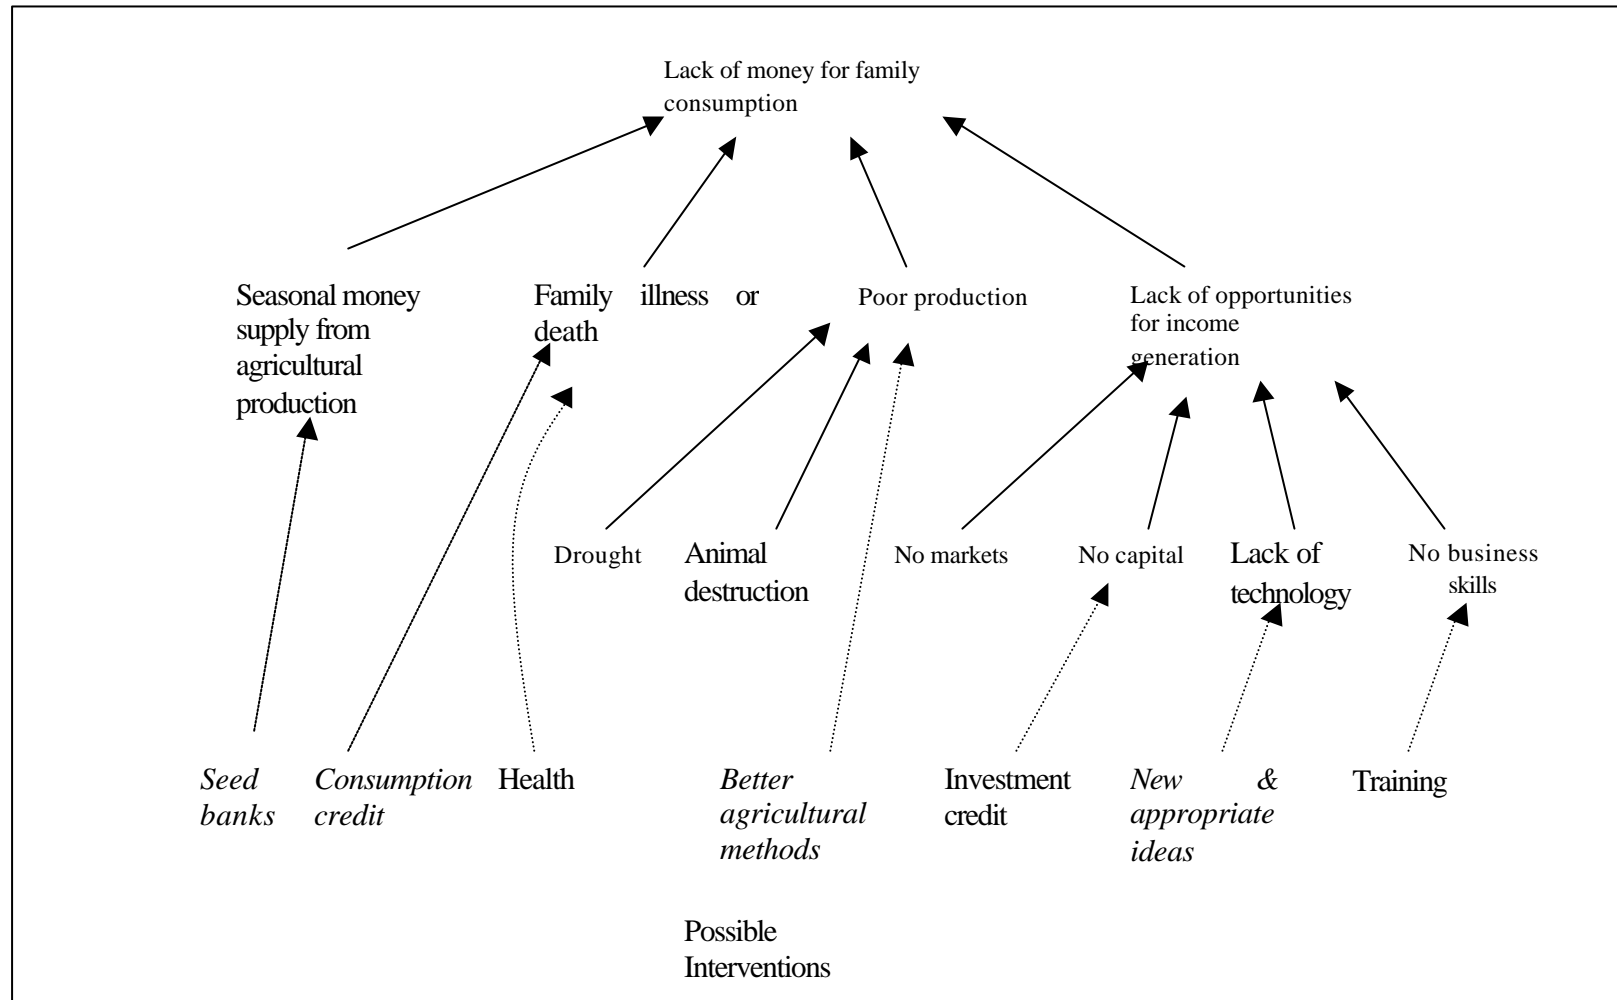 Lack of money for family
consumption
Seasonal money
supply from
agricultural
production
Family illness or
death
Poor production
Lack of opportunities
for income
generation
Drought
Animal
destruction
No markets
No capital
Lack of
technology
No business
skills
Seed
banks
Consumption
credit
Health
Better
agricultural
methods
Investment
credit
New &
appropriate
ideas
Training
Possible
Interventions